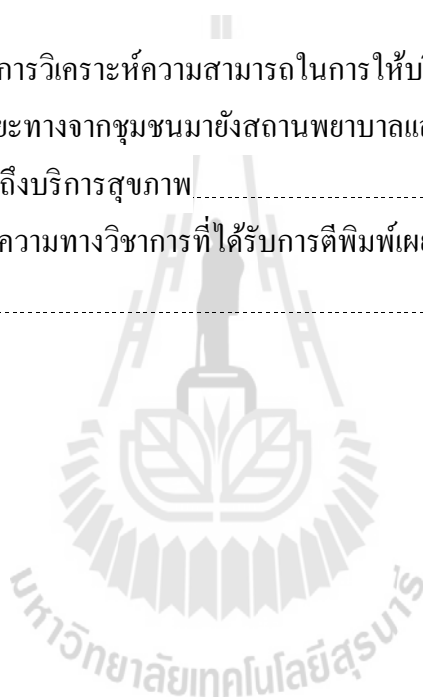 การวิเคราะห์ความสามารถในการให้บริ
ยะทางจากชุมชนมายังสถานพยาบาลแล
ถึงบริการสุขภาพ
ความทางวิชาการที่ได้รับการตีพิมพ์เผย
มหาวิทยาลัยเทคโนโลยีสุรนารี